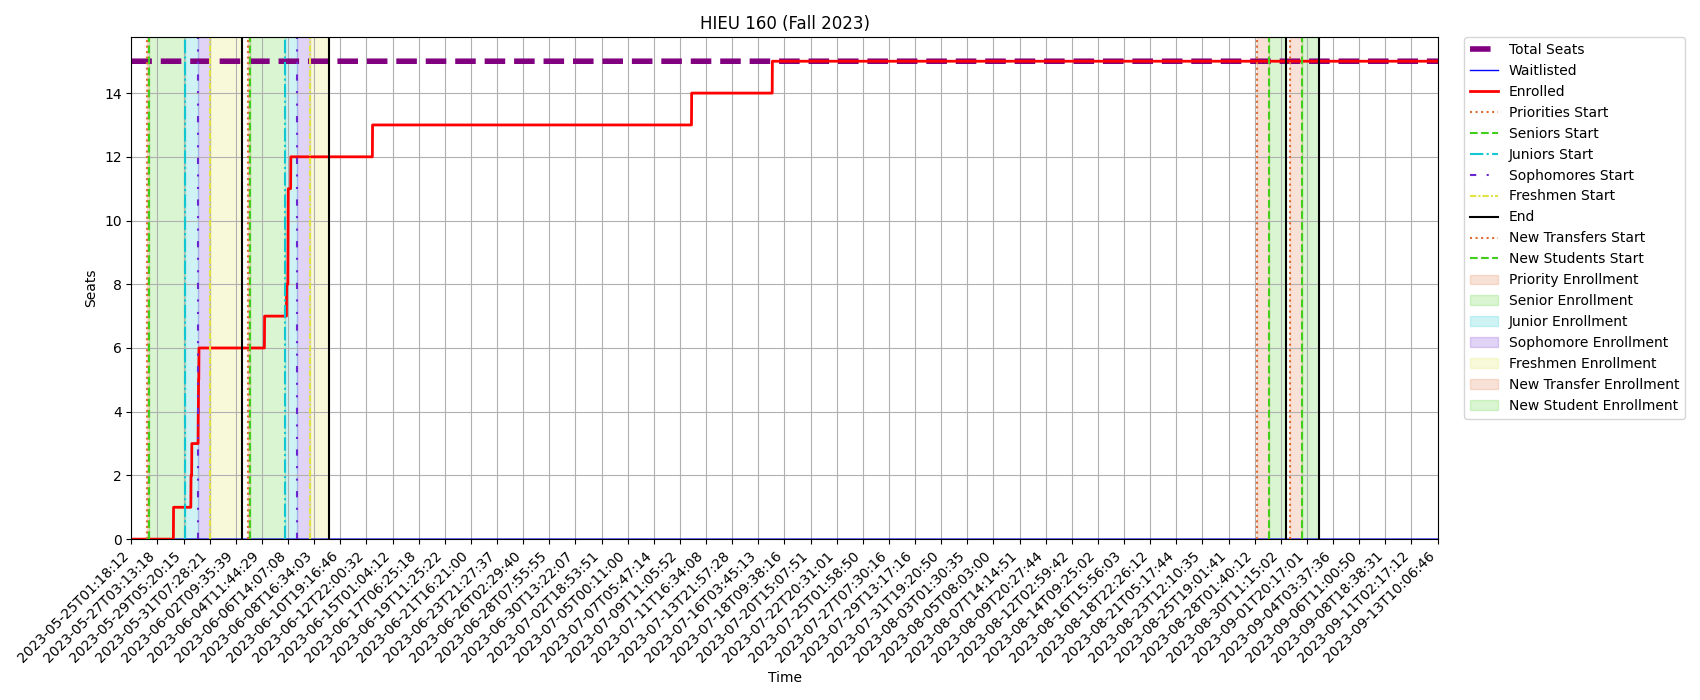 HIEU 160 (Fall 2023)
Seats
14
12
10
8
6
4
2
0
2023-05-25T01:18:12
2023-05-27T03:13:18
2023-05-29T05:20:15
2023-05-31T07:28:21
2023-06-02T09:35:39
2023-06-04T11:44:29
2023-06-06T14:07:08
2023-06-08T16:34:03
2023-06-10T19:16:46
2023-06-12T22:00:32
2023-06-15T01:04:12
2023-06-17T06:25:18
2023-06-19T11:25:22
2023-06-21T16:21:00
2023-06-23T21:27:37
2023-06-26T02:29:40
2023-06-28T07:55:55
2023-06-30T13:22:07
2023-07-02T18:53:51
2023-07-05T00:11:00
2023-07-07T05:47:14
2023-07-09T11:05:52
2023-07-11T16:34:08
2023-07-13T21:57:28
2023-07-16T03:45:13
2023-07-18T09:38:16
2023-07-20T15:07:51
2023-07-22T20:31:01
2023-07-25T01:58:50
2023-07-27T07:30:16
2023-07-29T13:17:16
2023-07-31T19:20:50
2023-08-03T01:30:35
2023-08-05T08:03:00
2023-08-07T14:14:51
2023-08-09T20:27:44
2023-08-12T02:59:42
2023-08-14T09:25:02
2023-08-16T15:56:03
2023-08-18T22:26:12
2023-08-21T05:17:44
2023-08-23T12:10:35
2023-08-25T19:01:41
2023-08-28T01:40:12
2023-08-30T11:15:02
2023-09-01T20:17:01
2023-09-04T03:37:36
2023-09-06T11:00:50
2023-09-08T18:38:31
2023-09-11T02:17:12
2023-09-13T10:06:46
Time
Total Seats
Waitlisted
Enrolled
Priorities Start
Seniors Start
Juniors Start
Sophomores Start
Freshmen Start
End
New Transfers Start
New Students Start
Priority Enrollment
Senior Enrollment
Junior Enrollment
Sophomore Enrollment
Freshmen Enrollment
New Transfer Enrollment
New Student Enrollment